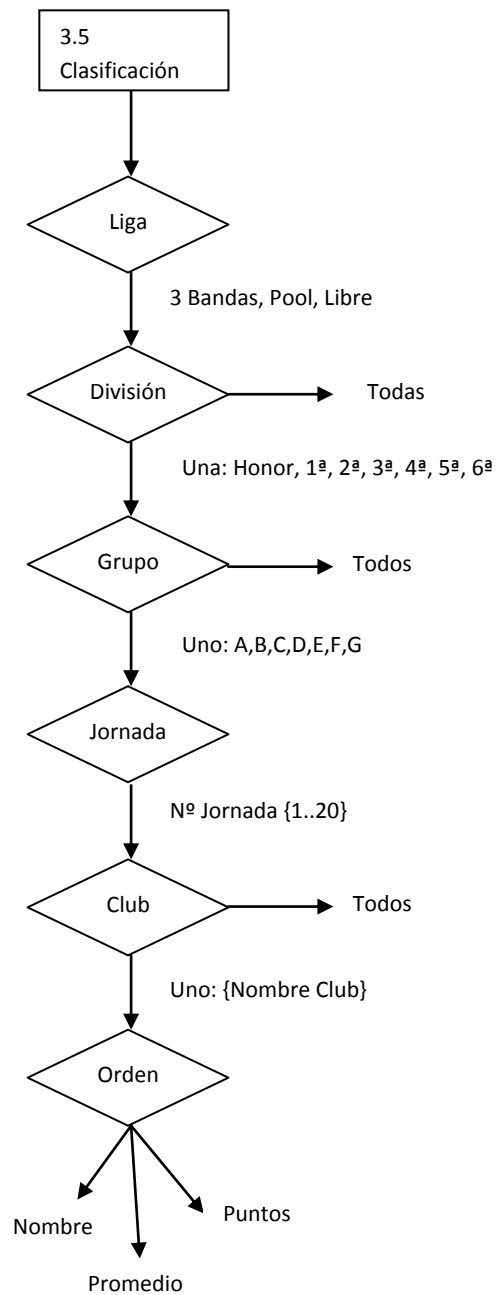 3.5
Clasificación
Liga
3 Bandas, Pool, Libre
División
Todas
Una: Honor, 1ª, 2ª, 3ª, 4ª, 5ª, 6ª
Grupo
Todos
Uno: A,B,C,D,E,F,G
Jornada
Nº Jornada {1..20}
Club
Todos
Uno: {Nombre Club}
Orden
Nombre
Puntos
Promedio